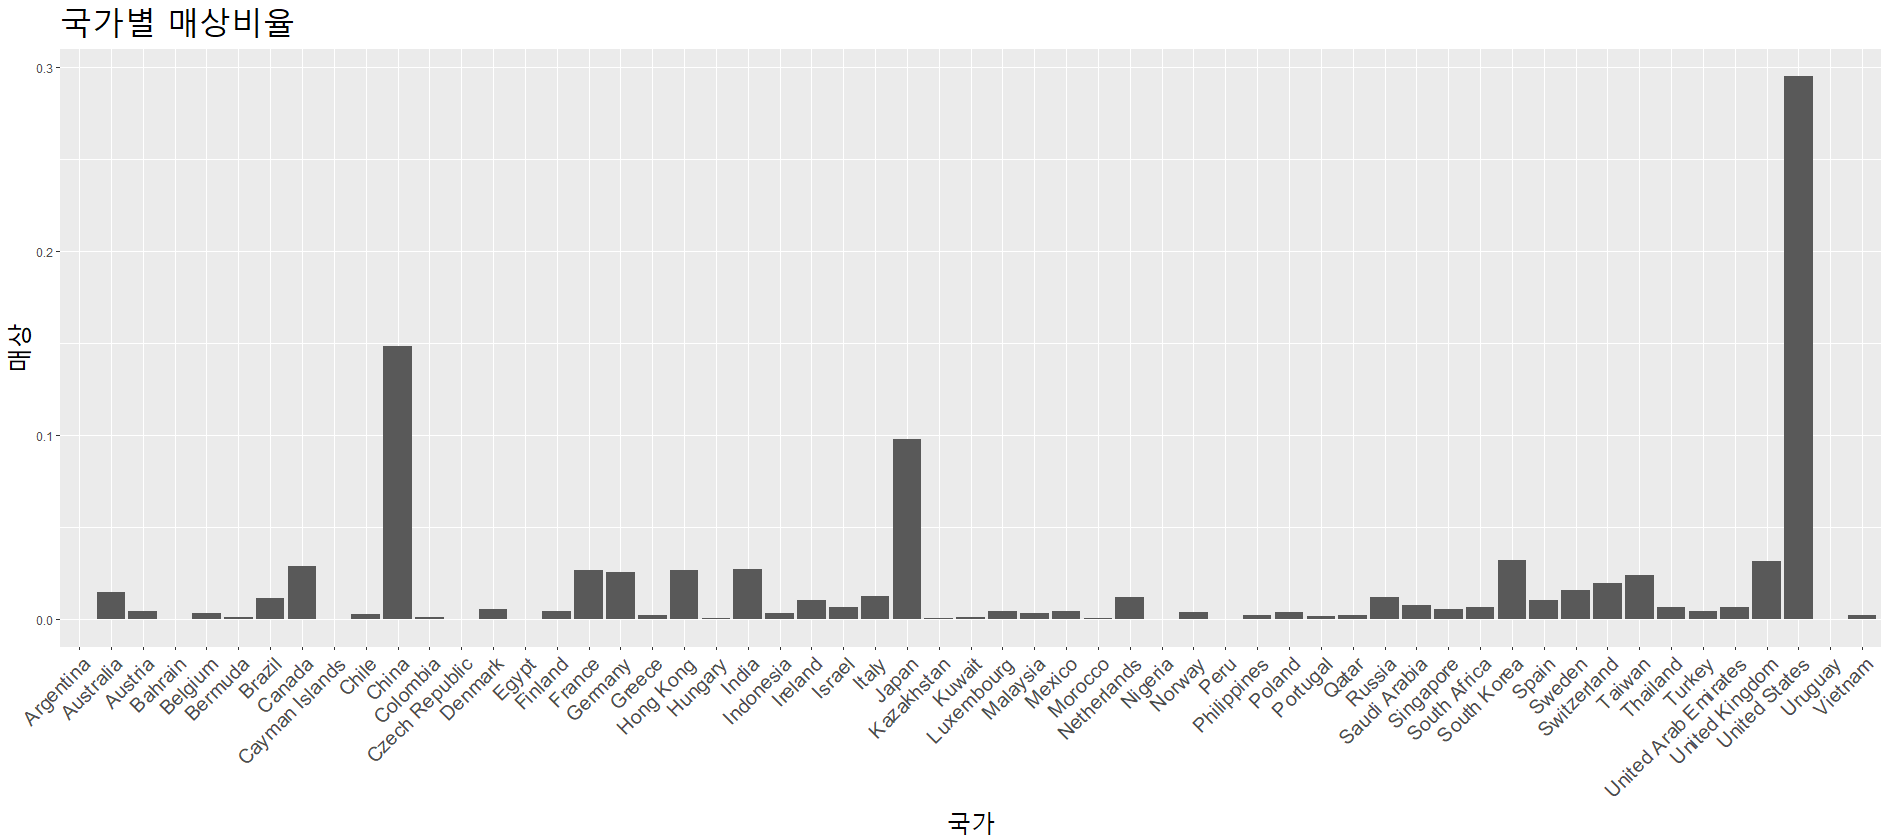 국가별 매상비율
0.3
0.2
0.1
0.0
매상
Argentina
Australia
Austria
Bahrain
Belgium
Bermuda
Brazil
Canada
Cayman Islands
Chile
China
Colombia
Czech Republic
Denmark
Egypt
Finland
France
Germany
Greece
Hong Kong
Hungary
India
Indonesia
Ireland
Israel
Italy
Japan
Kazakhstan
Kuwait
Luxembourg
Malaysia
Mexico
Morocco
Netherlands
Nigeria
Norway
Peru
Philippines
Poland
Portugal
Qatar
Russia
Saudi Arabia
Singapore
South Africa
South Korea
Spain
Sweden
Switzerland
Taiwan
Thailand
Turkey
United Arab Emirates
United Kingdom
United States
Uruguay
Vietnam
국가